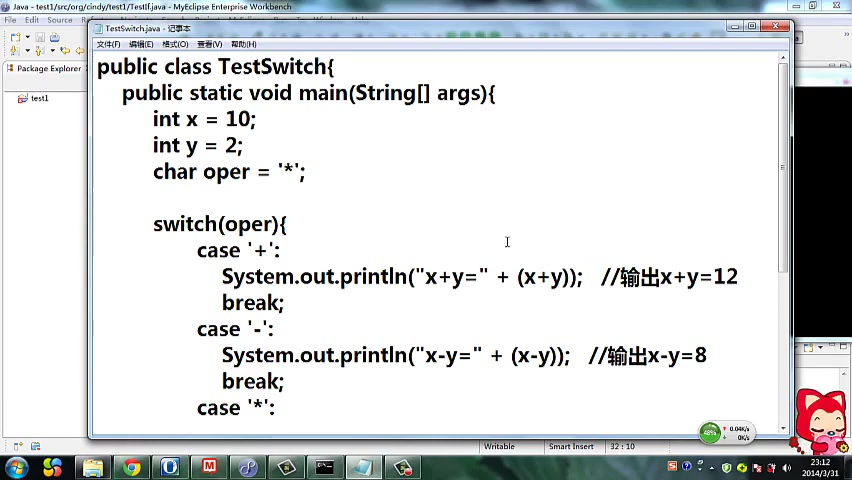 Java - test1/src/org/cindy/test1/TestIf.java - MyEclipse Enterprise Workbench
File Edit Source
TestSwitch.java - 记事本
文件(F) 编辑(E) 格式(O) 查看(V) 帮助(H)
Package Explorer
test1
public class TestSwitch{
public static void main(String[] args){
int x = 10;
int y = 2;
char oper = '*';
switch(oper){
case '+':
System.out.println("x+y=" + (x+y)); //输出x+y=12
break;
case '-':
System.out.println("x-y=" + (x-y)); //输出x-y=8
break;
case '*':
48% 0.04K/s
0K/s
Writable Smart Insert 32 : 10
23:12
2014/3/31